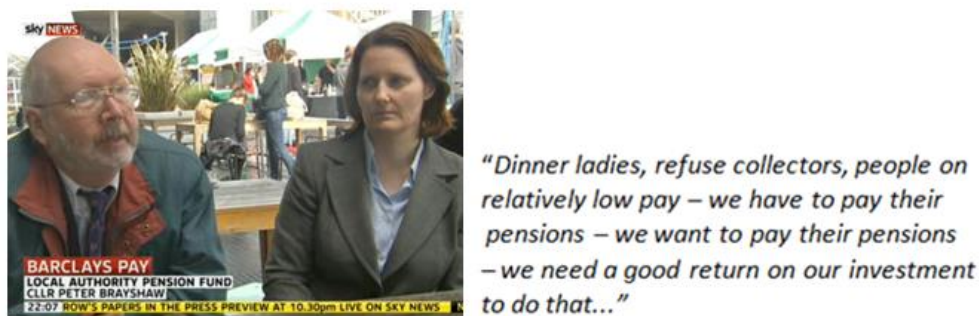 sky NEWS
BARCLAYS PAY
LOCAL AUTHORITY PENSION FUND
CLLR PETER BRAYSHAW
22:07 ROW'S PAPERS IN THE PRESS PREVIEW AT 10.30pm LIVE ON SKY NEWS N
“Dinner ladies, refuse collectors, people on
relatively low pay – we have to pay their
pensions – we want to pay their pensions
– we need a good return on our investment
to do that…”